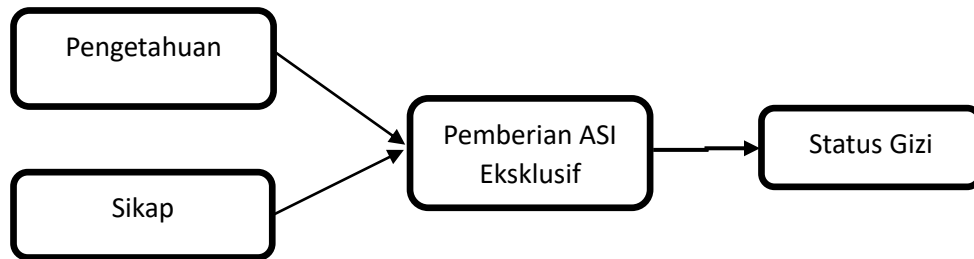 Pengetahuan
Sikap
Pemberian ASI
Eksklusif
Status Gizi